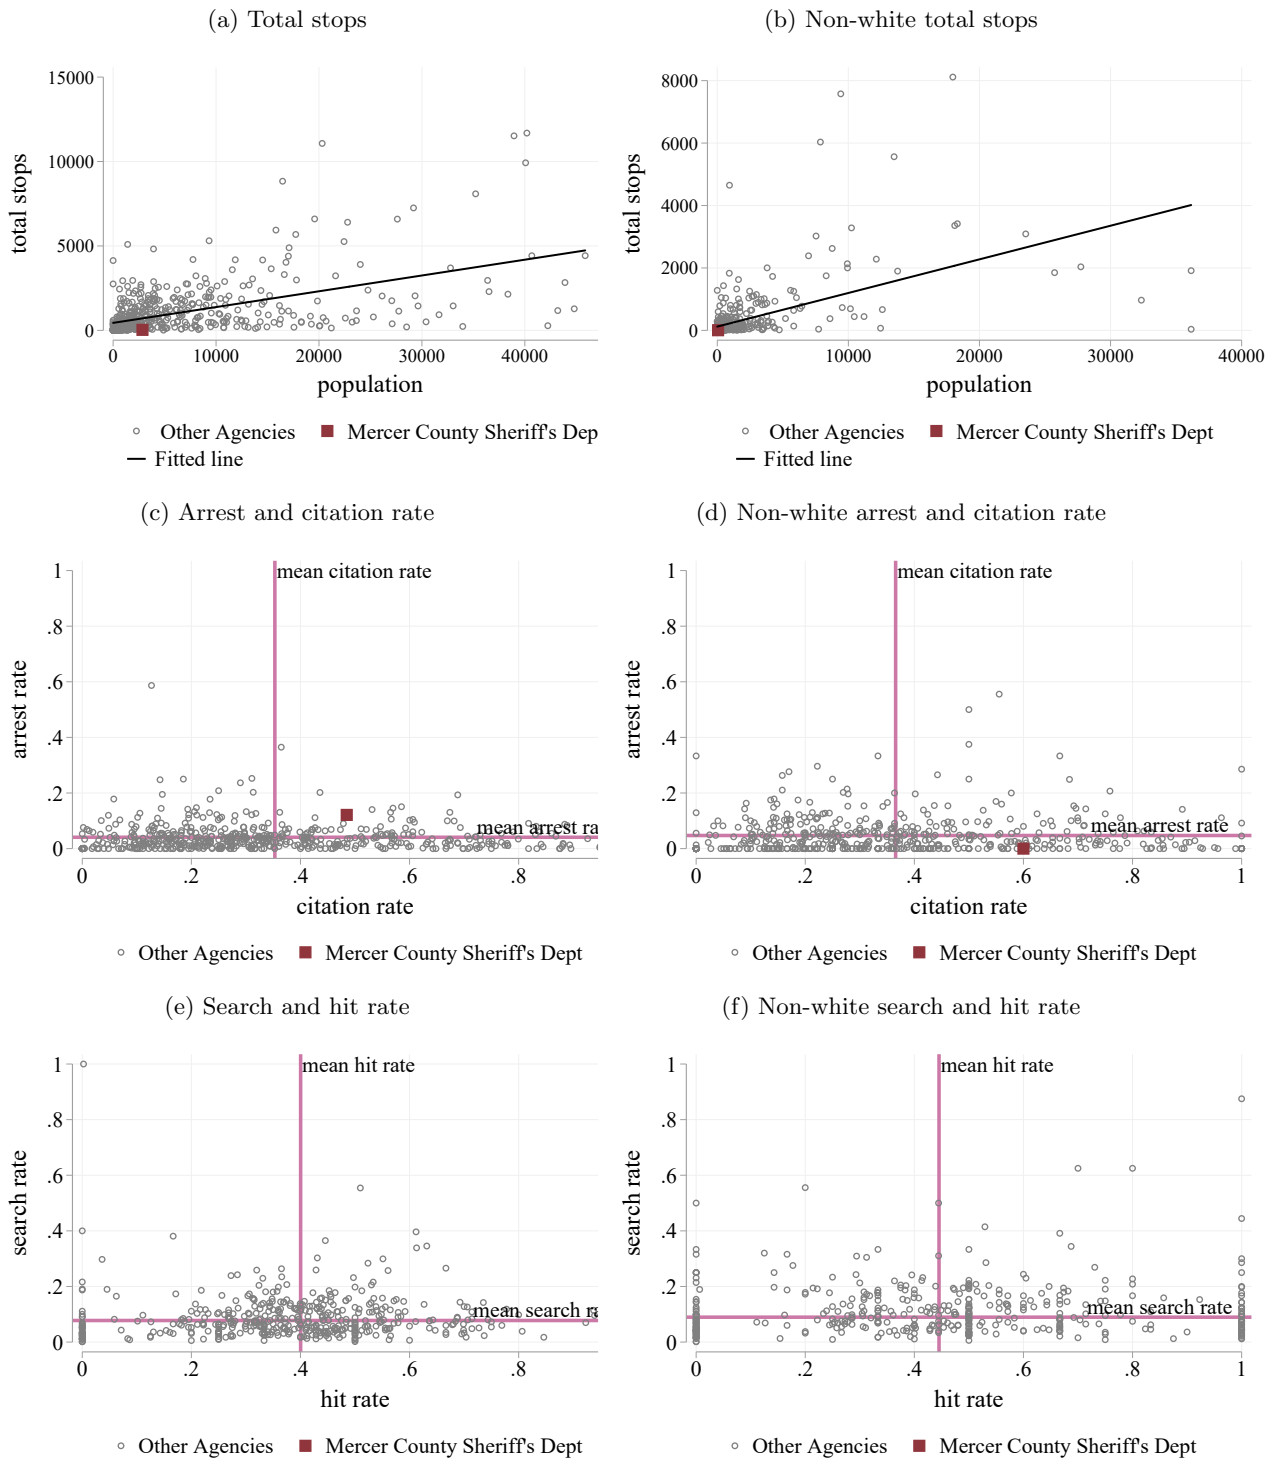 (a) Total stops
(b) Non-white total stops
total stops
15000
10000
5000
0
0 10000 20000 30000 40000
population
Other Agencies Mercer County Sheriff's Dep
Fitted line
total stops
8000
6000
4000
2000
0
0 10000 20000 30000 40000
population
Other Agencies Mercer County Sheriff's Dept
Fitted line
(c) Arrest and citation rate
(d) Non-white arrest and citation rate
arrest rate
1
.8
.6
.4
.2
0
mean citation rate
mean arrest ra
0 .2 .4 .6 .8
citation rate
Other Agencies Mercer County Sheriff's Dept
arrest rate
1
.8
.6
.4
.2
0
mean citation rate
mean arrest rate
0 .2 .4 .6 .8 1
citation rate
Other Agencies Mercer County Sheriff's Dept
(e) Search and hit rate
(f) Non-white search and hit rate
search rate
1
.8
.6
.4
.2
0
mean hit rate
mean search ra
0 .2 .4 .6 .8
hit rate
Other Agencies Mercer County Sheriff's Dept
search rate
1
.8
.6
.4
.2
0
mean hit rate
mean search rate
0 .2 .4 .6 .8 1
hit rate
Other Agencies Mercer County Sheriff's Dept